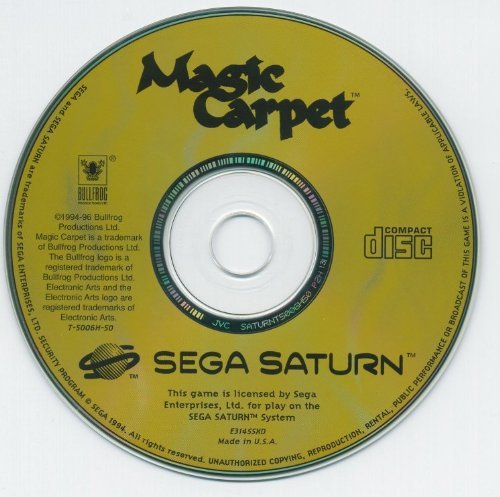 Magic
Carpet™
BULLFROG
®
©1994-96 Bullfrog
Productions Ltd.
Magic Carpet is a trademark
of Bullfrog Productions Ltd.
The Bullfrog logo is a
registered trademark of
Bullfrog Productions Ltd.
Electronic Arts and the
Electronic Arts logo are
registered trademarks of
Electronic Arts.
T-5006H-50
COMPACT
disc
JVC SATURNT5006H50
SEGA SATURN™
™
This game is licensed by Sega
Enterprises, Ltd. for play on the
SEGA SATURN™ System
E3145SXD
Made in U.S.A.
SEGA and SEGA SATURN are trademarks of SEGA ENTERPRISES, LTD. SECURITY PROGRAM © SEGA 1994. All rights reserved. UNAUTHORIZED COPYING, REPRODUCTION, RENTAL, PUBLIC PERFORMANCE OR BROADCAST OF THIS GAME IS A VIOLATION OF APPLICABLE LAWS.